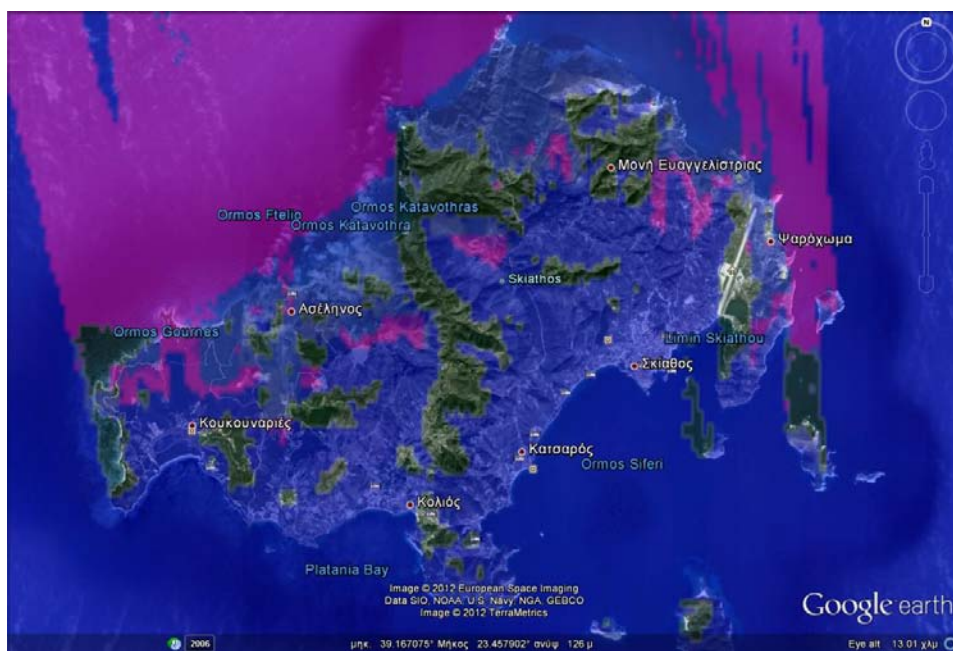 N
Μονή Ευαγγελίστριας
Ormos Katavothras
Ormos Ftelio
Ormos Katavothra
Ψαρόχωμα
Skiathos
Ασέληνος
Ormos Gournes
Limin Skiathou
Σκίαθος
Κουκουναριές
Κατσαρός
Ormos Siferi
Κολιός
Platania Bay
Image © 2012 European Space Imaging
Data SIO, NOAA, U.S. Navy, NGA, GEBCO
Image © 2012 TerraMetrics
Google earth
2006 μηκ. 39.167075° Μήκος 23.457902° ανύψ 126 μ Eye alt 13.01 χλμ